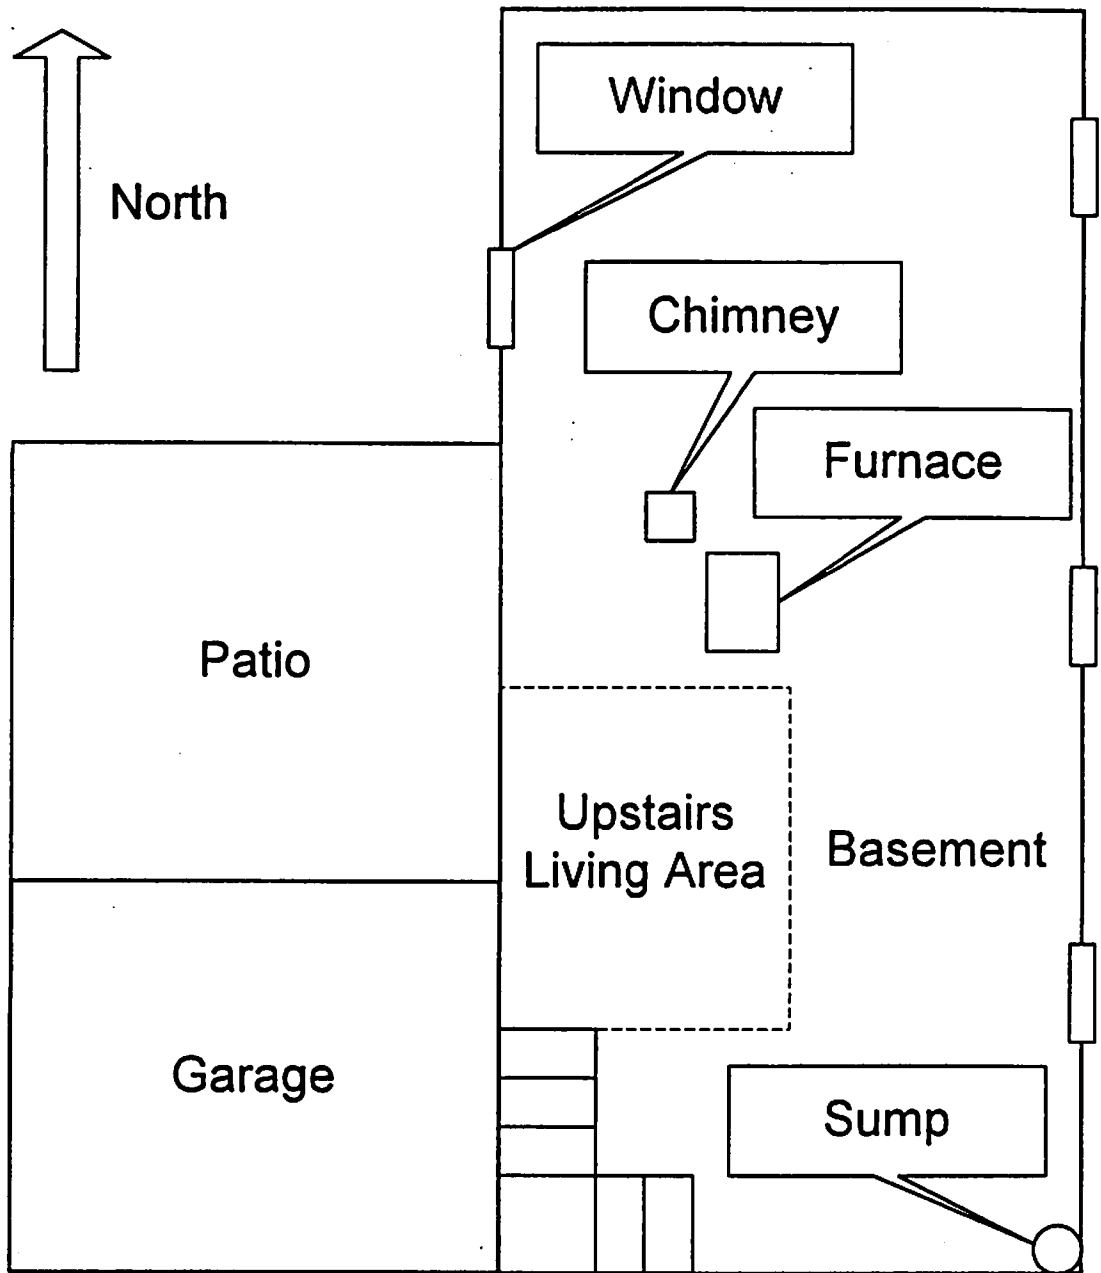 Window
North
Chimney
Furnace
Patio
Upstairs
Living Area
Basement
Garage
Sump